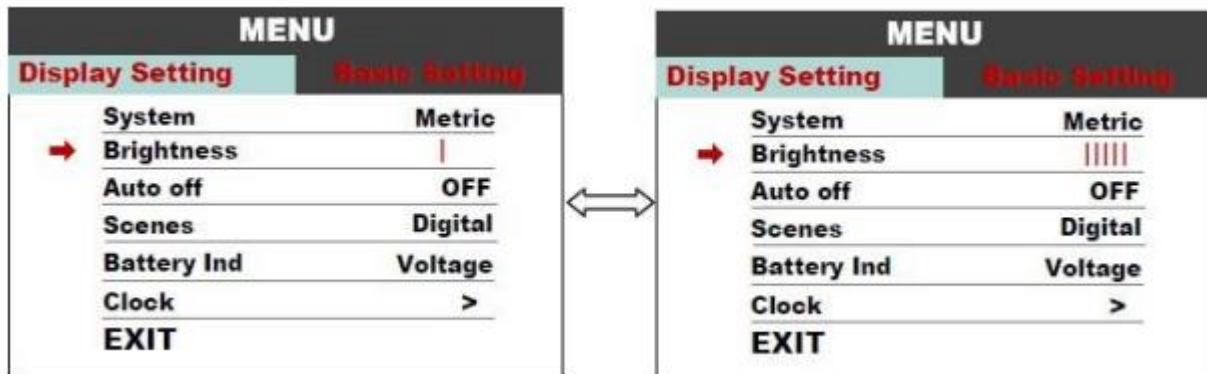 MENU
Display Setting Basic Setting
System Metric
Brightness |
Auto off OFF
Scenes Digital
Battery Ind Voltage
Clock >
EXIT
MENU
Display Setting Basic Setting
System Metric
Brightness |||||
Auto off OFF
Scenes Digital
Battery Ind Voltage
Clock >
EXIT